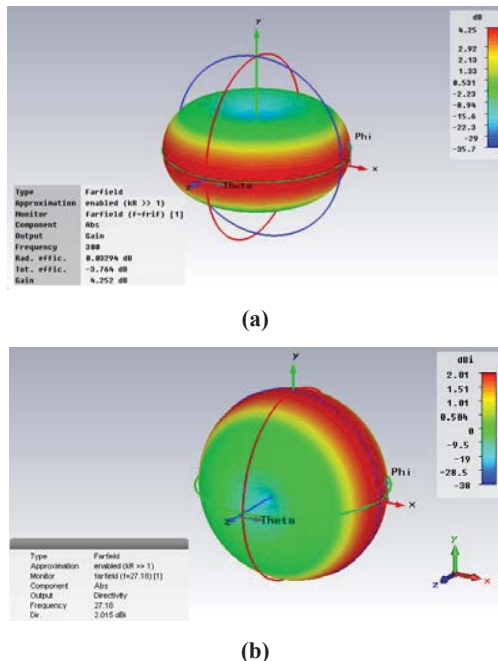 y
dB
4.25
2.92
2.13
1.33
0.531
-2.23
-8.94
-15.6
-22.3
-29
-35.7
Phi
x
z
Theta
Type Farfield
Approximation enabled (kR >> 1)
Monitor farfield (f=frif) [1]
Component Abs
Output Gain
Frequency 300
Rad. effic. 0.03294 dB
Tot. effic. -3.764 dB
Gain 4.252 dB
(a)
y
dBi
2.01
1.51
1.01
0.504
0
-9.5
-19
-28.5
-38
Phi
x
z
Theta
Type Farfield
Approximation enabled (kR >> 1)
Monitor farfield (f=27.18) [1]
Component Abs
Output Directivity
Frequency 27.18
Dir. 2.015 dBi
y
z
x
(b)